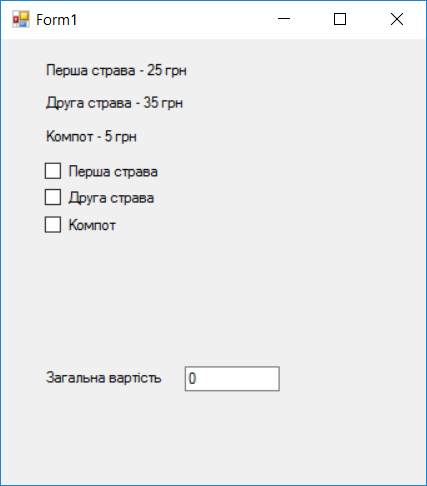 Form1
Перша страва - 25 грн
Друга страва - 35 грн
Компот - 5 грн
Перша страва
Друга страва
Компот
Загальна вартість 0